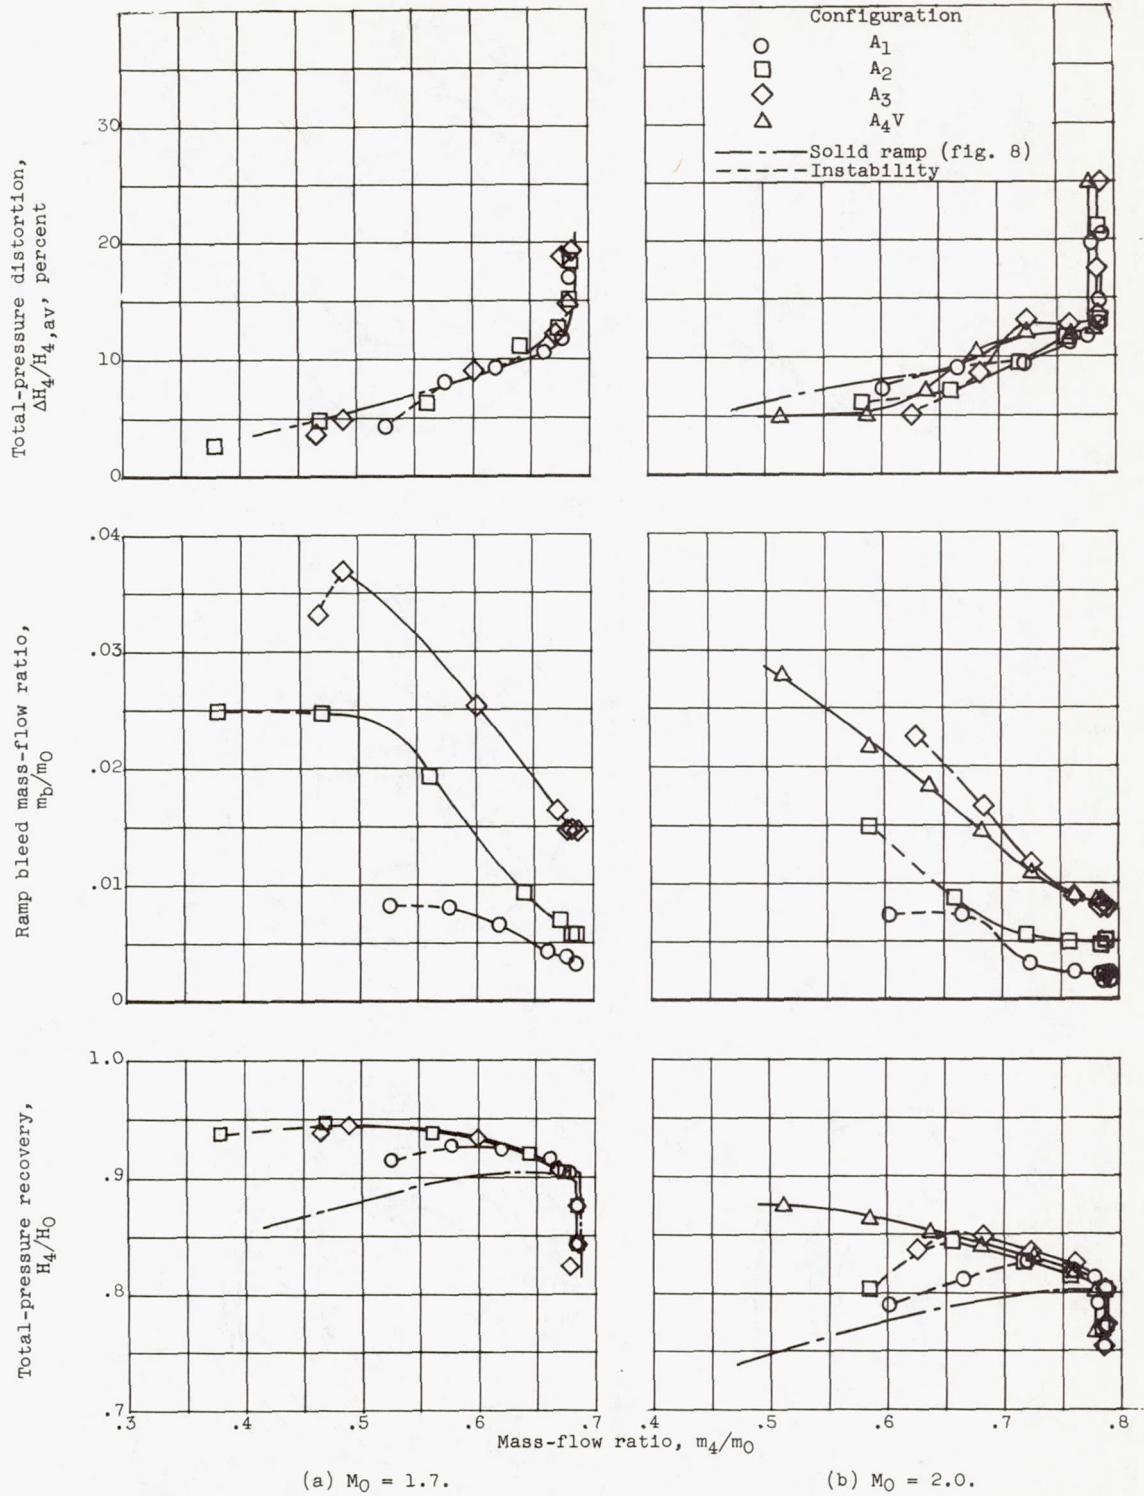 Configuration
A1
A2
A3
A4V
Solid ramp (fig. 8)
Instability
Total-pressure distortion,
ΔH4/H4,av, percent
30
20
10
0
Ramp bleed mass-flow ratio,
mb/m0
.04
.03
.02
.01
0
Total-pressure recovery,
H4/H0
1.0
.9
.8
.7
.3 .4 .5 .6 .7
.4 .5 .6 .7 .8
Mass-flow ratio, m4/m0
(a) M0 = 1.7.
(b) M0 = 2.0.